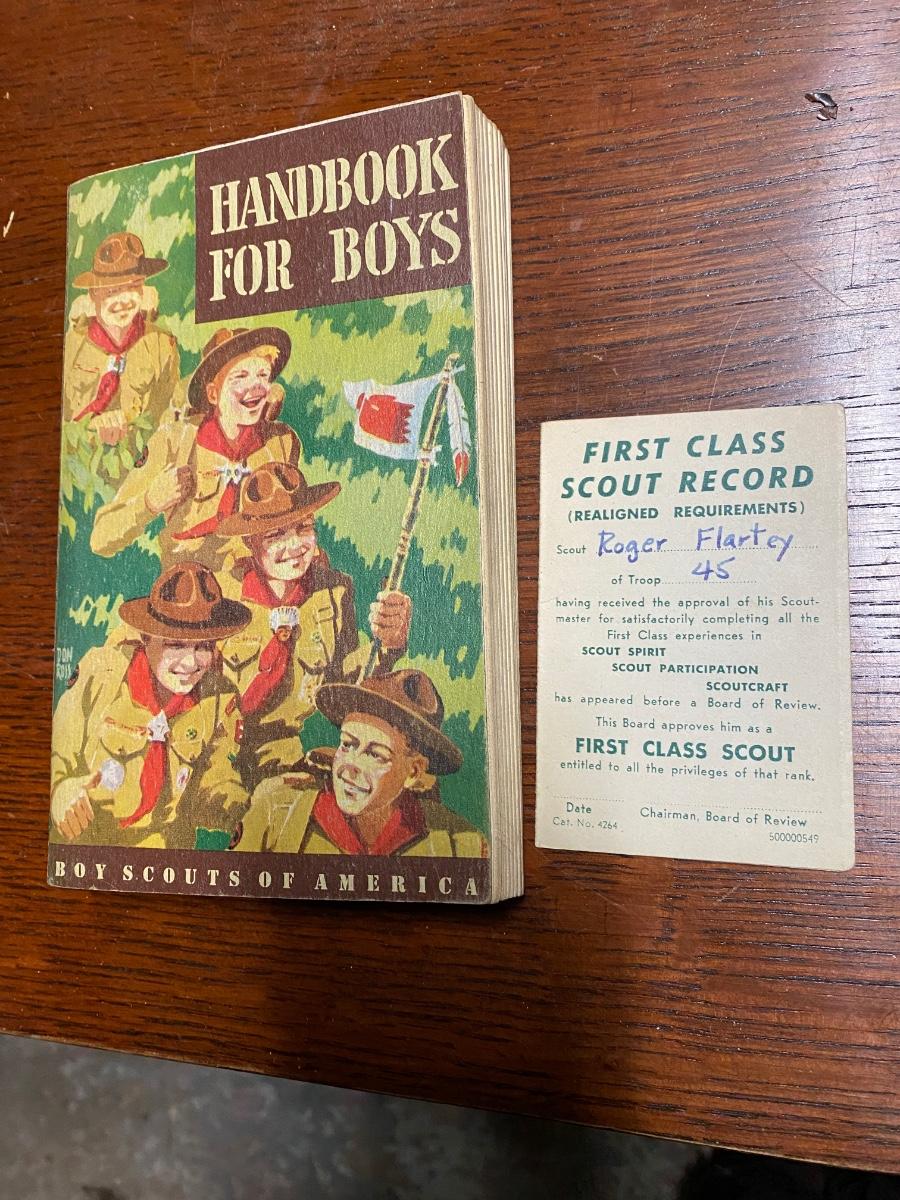 HANDBOOK
FOR BOYS
DON
ROSS
BOY SCOUTS OF AMERICA
FIRST CLASS
SCOUT RECORD
(REALIGNED REQUIREMENTS)
Scout Roger Flartey
of Troop 45
having received the approval of his Scout-
master for satisfactorily completing all the
First Class experiences in
SCOUT SPIRIT
SCOUT PARTICIPATION
SCOUTCRAFT
has appeared before a Board of Review.
This Board approves him as a
FIRST CLASS SCOUT
entitled to all the privileges of that rank.
Date Chairman, Board of Review
Cat. No. 4264 500000549